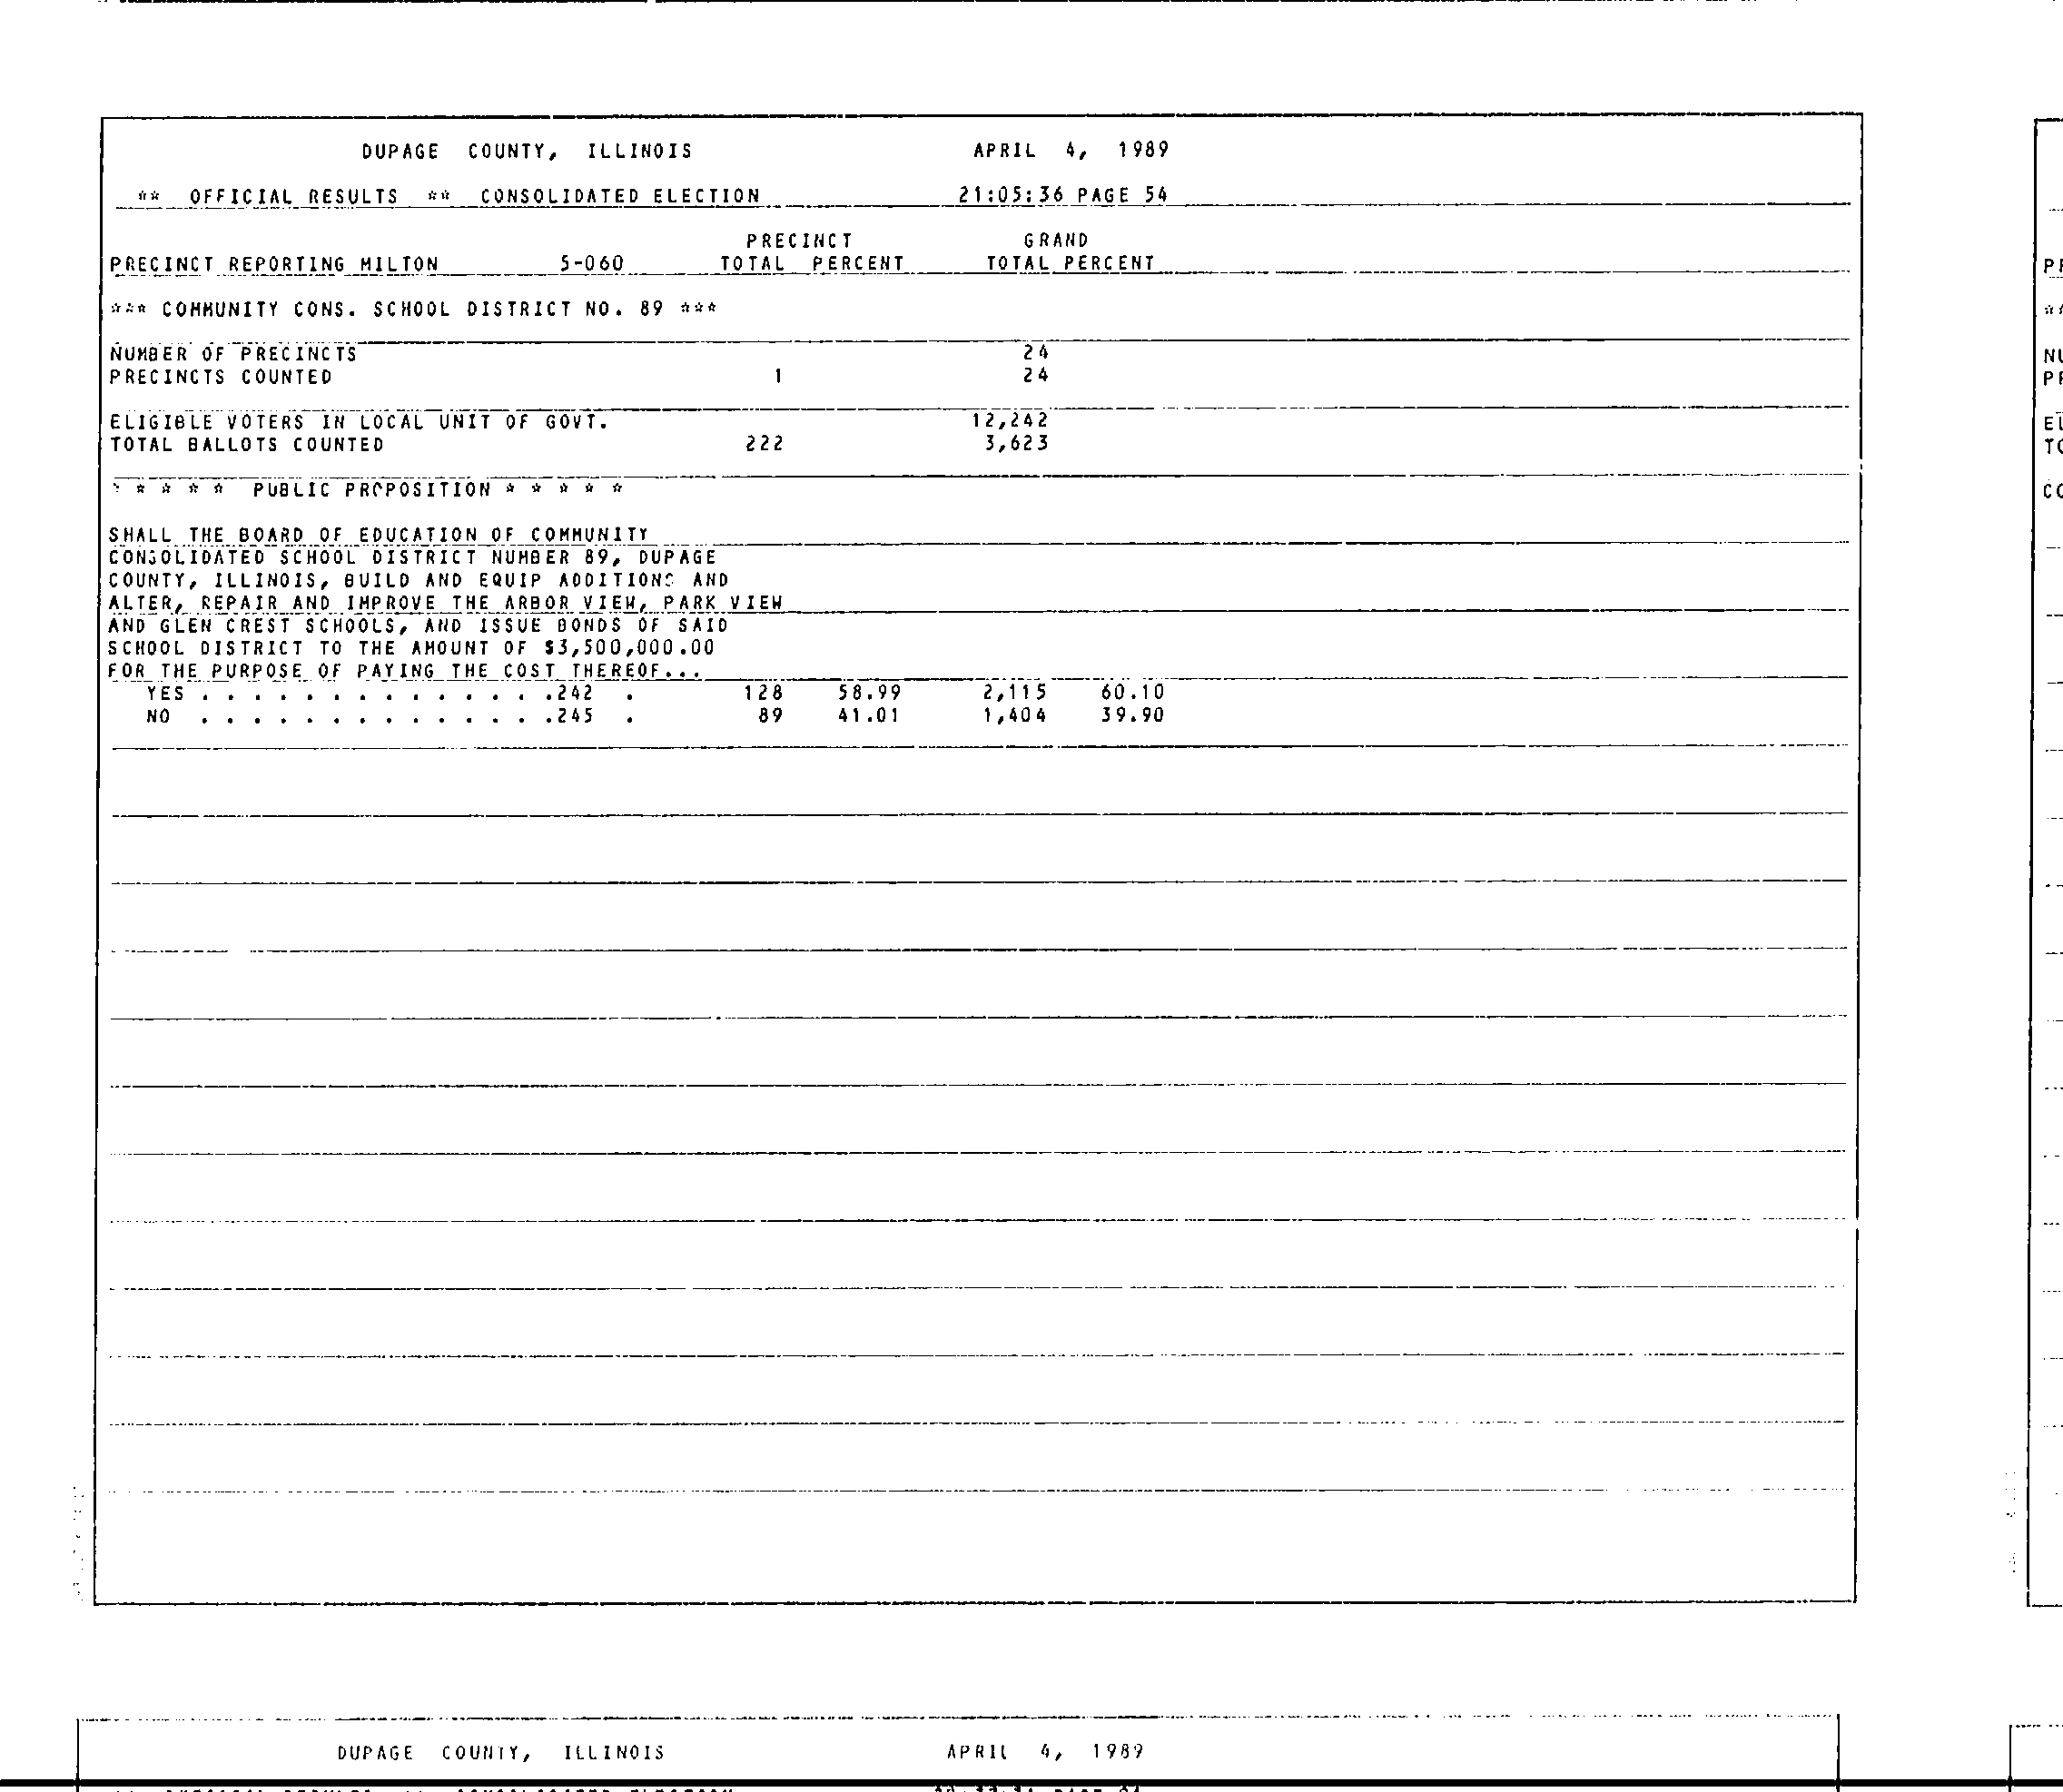 DUPAGE COUNTY, ILLINOIS APRIL 4, 1989
** OFFICIAL RESULTS ** CONSOLIDATED ELECTION 21:05:36 PAGE 54
PRECINCT GRAND
PRECINCT REPORTING MILTON 5-060 TOTAL PERCENT TOTAL PERCENT
*** COMMUNITY CONS. SCHOOL DISTRICT NO. 89 ***
NUMBER OF PRECINCTS 24
PRECINCTS COUNTED 1 24
ELIGIBLE VOTERS IN LOCAL UNIT OF GOVT. 12,242
TOTAL BALLOTS COUNTED 222 3,623
* * * * * PUBLIC PROPOSITION * * * * *
SHALL THE BOARD OF EDUCATION OF COMMUNITY
CONSOLIDATED SCHOOL DISTRICT NUMBER 89, DUPAGE
COUNTY, ILLINOIS, BUILD AND EQUIP ADDITIONS AND
ALTER, REPAIR AND IMPROVE THE ARBOR VIEW, PARK VIEW
AND GLEN CREST SCHOOLS, AND ISSUE BONDS OF SAID
SCHOOL DISTRICT TO THE AMOUNT OF $3,500,000.00
FOR THE PURPOSE OF PAYING THE COST THEREOF...
YES . . . . . . . . . . . . . .242 . 128 58.99 2,115 60.10
NO . . . . . . . . . . . . . .245 . 89 41.01 1,404 39.90
DUPAGE COUNTY, ILLINOIS APRIL 4, 1989